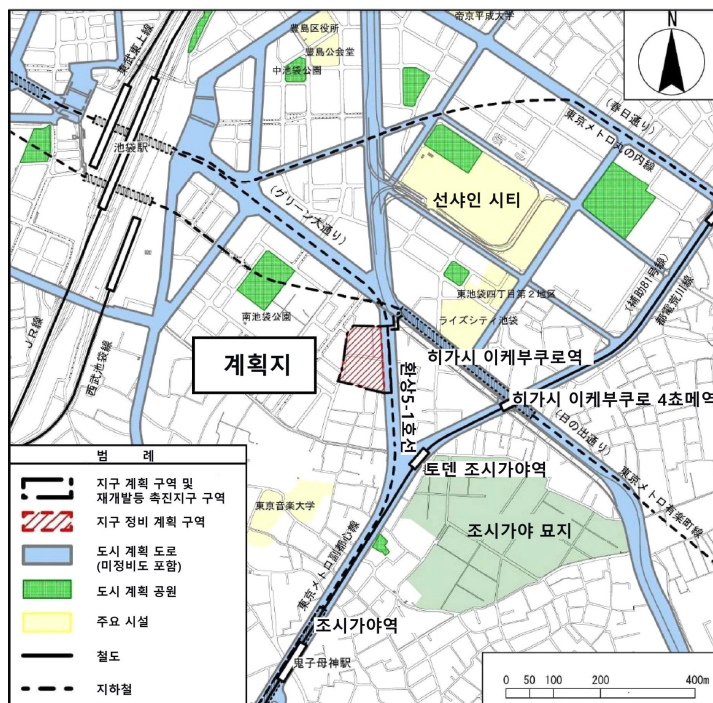 豊島区役所
豊島公会堂
中池袋公園
帝京平成大学
N
東武東上線
池袋駅
(春日通り)
東京メトロ丸の内線
선샤인 시티
(グリーン大通り)
(補助81号線)
都電荒川線
南池袋公園
東池袋四丁目第2地区
ライズシティ池袋
JR線
西武池袋線
계획지
환상5-1호선
히가시 이케부쿠로역
히가시 이케부쿠로 4쵸메역
(日の出通り)
東京メトロ有楽町線
범 례
지구 계획 구역 및
재개발등 촉진지구 구역
지구 정비 계획 구역
도시 계획 도로
(미정비도 포함)
도시 계획 공원
주요 시설
철도
지하철
토덴 조시가야역
東京音楽大学
조시가야 묘지
東京メトロ副都心線
조시가야역
鬼子母神駅
0 50 100 200 400m